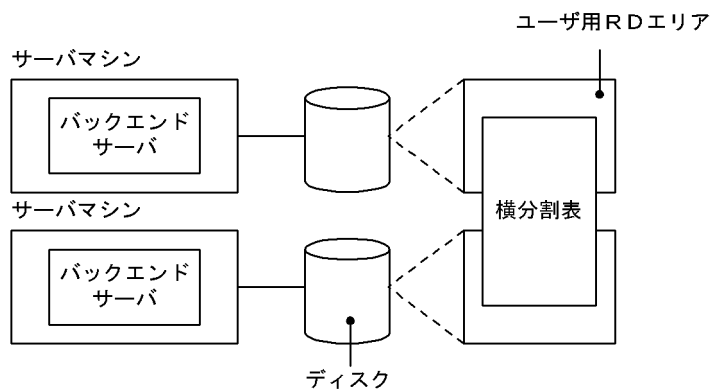 ユーザ用ＲＤエリア
サーバマシン
バックエンド
サーバ
横分割表
サーバマシン
バックエンド
サーバ
ディスク